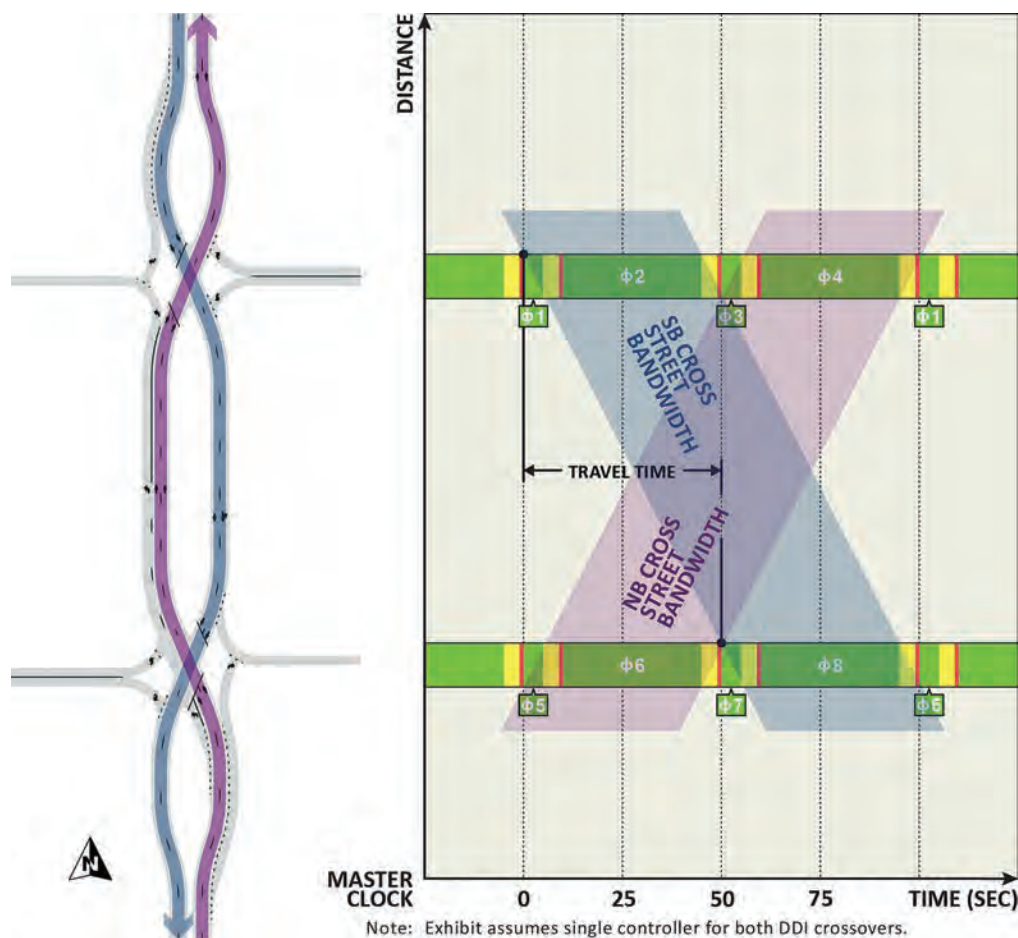 N
DISTANCE
Φ2
Φ4
Φ1
Φ3
Φ1
SB CROSS
STREET
BANDWIDTH
TRAVEL TIME
NB CROSS
STREET
BANDWIDTH
Φ6
Φ8
Φ5
Φ7
Φ5
MASTER
CLOCK
0
25
50
75
TIME (SEC)
Note: Exhibit assumes single controller for both DDI crossovers.